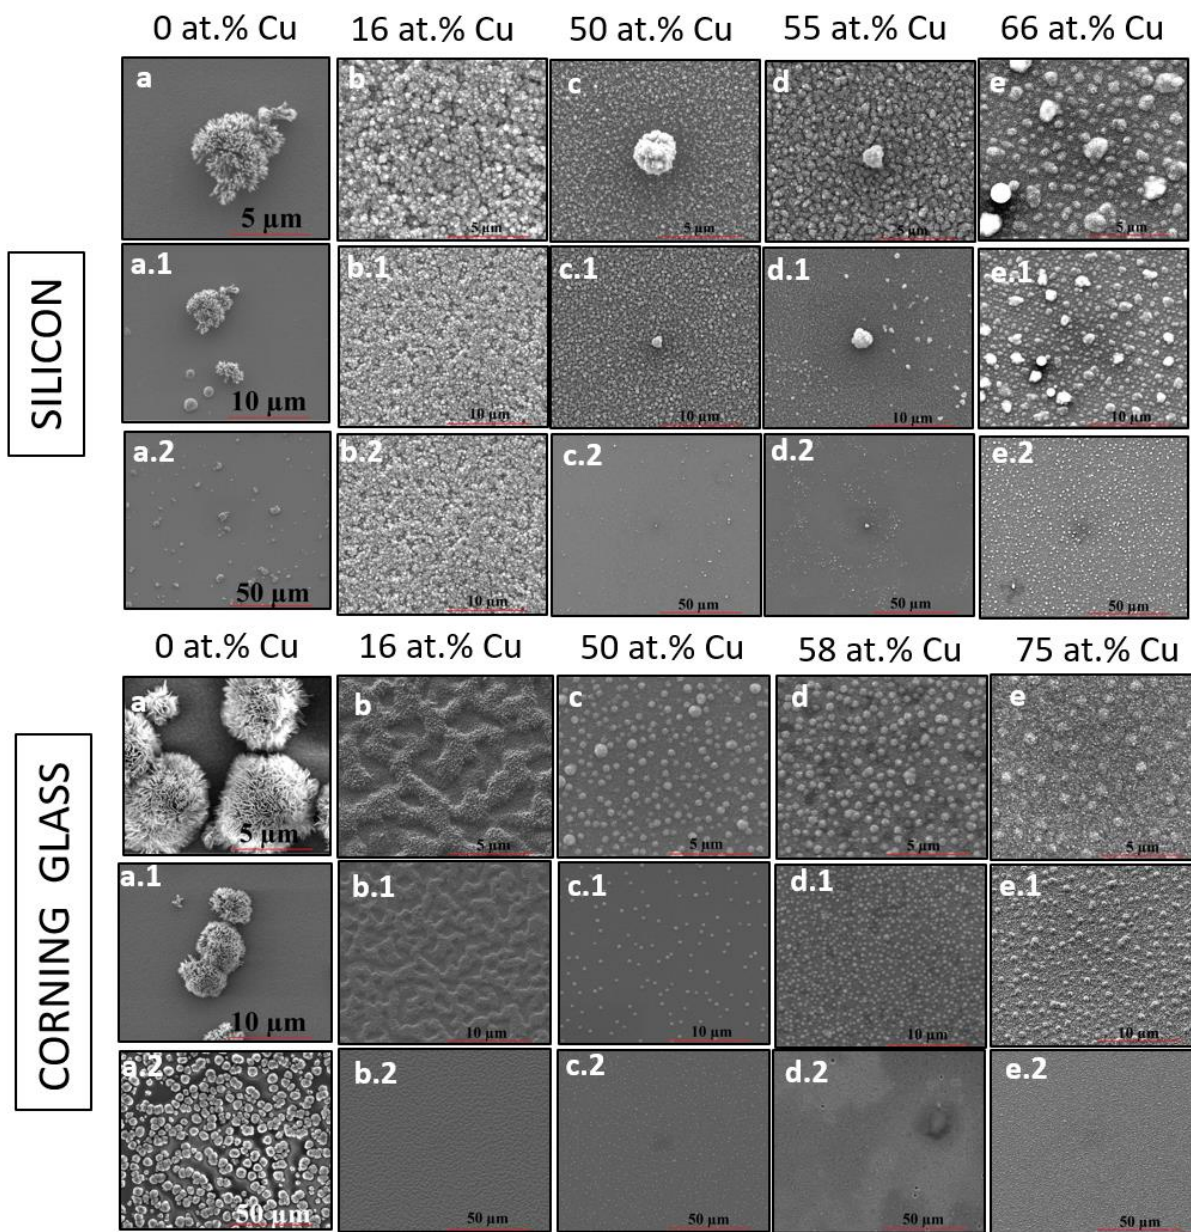 0 at.% Cu 16 at.% Cu 50 at.% Cu 55 at.% Cu 66 at.% Cu
SILICON
a b c d e
5 µm 5 µm 5 µm 5 µm 5 µm
a.1 b.1 c.1 d.1 e.1
10 µm 10 µm 10 µm 10 µm 10 µm
a.2 b.2 c.2 d.2 e.2
50 µm 10 µm 50 µm 50 µm 50 µm
0 at.% Cu 16 at.% Cu 50 at.% Cu 58 at.% Cu 75 at.% Cu
CORNING GLASS
a b c d e
5 µm 5 µm 5 µm 5 µm 5 µm
a.1 b.1 c.1 d.1 e.1
10 µm 10 µm 10 µm 10 µm 10 µm
a.2 b.2 c.2 d.2 e.2
50 µm 50 µm 50 µm 50 µm 50 µm